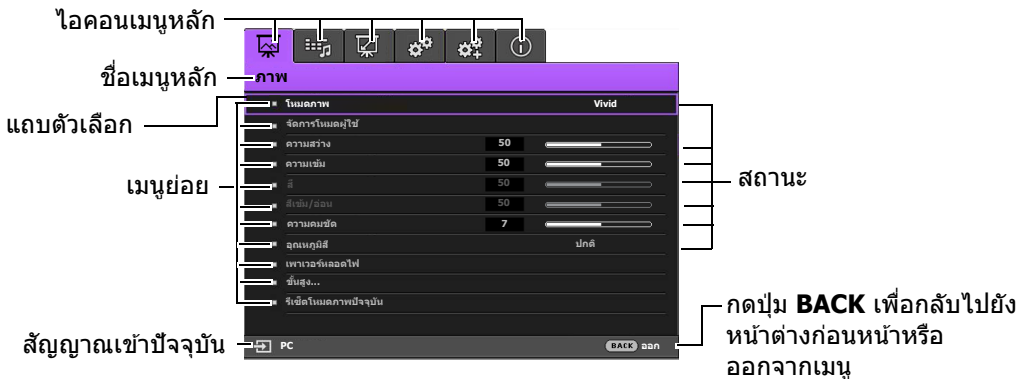 ไอคอนเมนูหลัก
ชื่อเมนูหลัก
ภาพ
แถบตัวเลือก
โหมดภาพ Vivid
จัดการโหมดผู้ใช้
ความสว่าง 50
ความเข้ม 50
เมนูย่อย
สี 50
สถานะ
สีเข้ม/อ่อน 50
ความคมชัด 7
อุณหภูมิสี ปกติ
เพาเวอร์หลอดไฟ
ขั้นสูง...
รีเซ็ตโหมดภาพปัจจุบัน
สัญญาณเข้าปัจจุบัน
PC
BACK ออก
กดปุ่ม BACK เพื่อกลับไปยัง
หน้าต่างก่อนหน้าหรือ
ออกจากเมนู